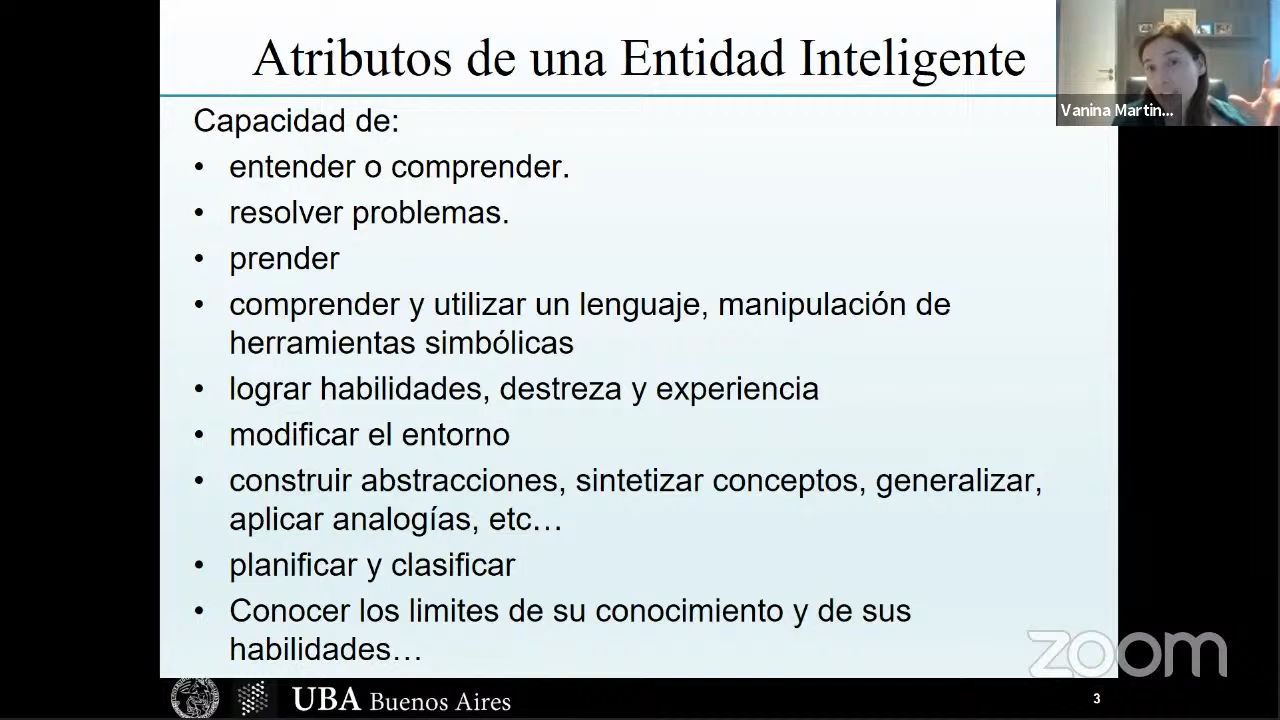 Atributos de una Entidad Inteligente
Vanina Martin...
Capacidad de:
• entender o comprender.
• resolver problemas.
• prender
• comprender y utilizar un lenguaje, manipulación de
herramientas simbólicas
• lograr habilidades, destreza y experiencia
• modificar el entorno
• construir abstracciones, sintetizar conceptos, generalizar,
aplicar analogías, etc…
• planificar y clasificar
• Conocer los limites de su conocimiento y de sus
habilidades…
zoom
UBA Buenos Aires
3